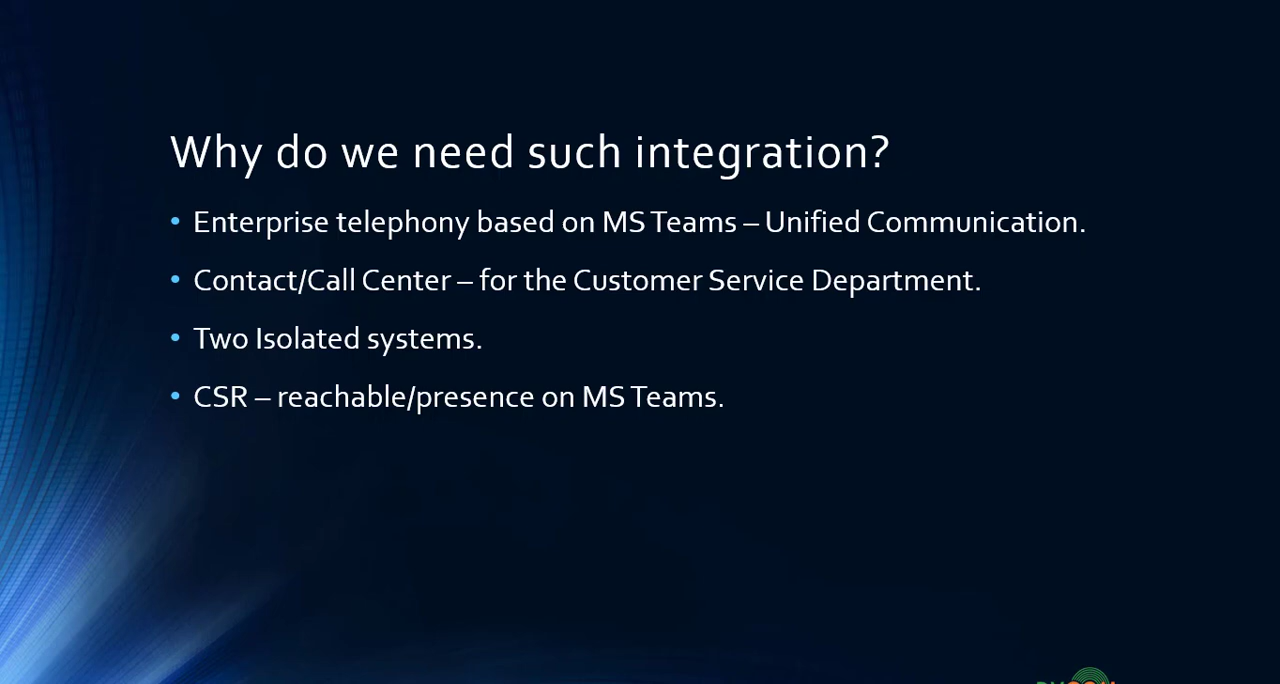 Why do we need such integration?
• Enterprise telephony based on MS Teams – Unified Communication.
• Contact/Call Center – for the Customer Service Department.
• Two Isolated systems.
• CSR – reachable/presence on MS Teams.